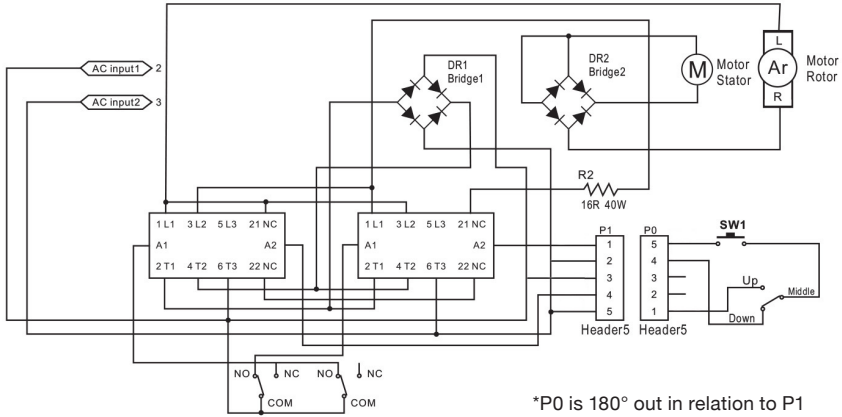 AC input1 2
AC input2 3
DR1
Bridge1
DR2
Bridge2
M
Motor
Stator
L
Ar
R
Motor
Rotor
R2
16R 40W
1 L1 3 L2 5 L3 21 NC
A1 A2
2 T1 4 T2 6 T3 22 NC
1 L1 3 L2 5 L3 21 NC
A1 A2
2 T1 4 T2 6 T3 22 NC
P1
1
2
3
4
5
Header5
P0
5
4
3
2
1
Header5
SW1
Up
Middle
Down
NO NC
COM
NO NC
COM
*P0 is 180° out in relation to P1